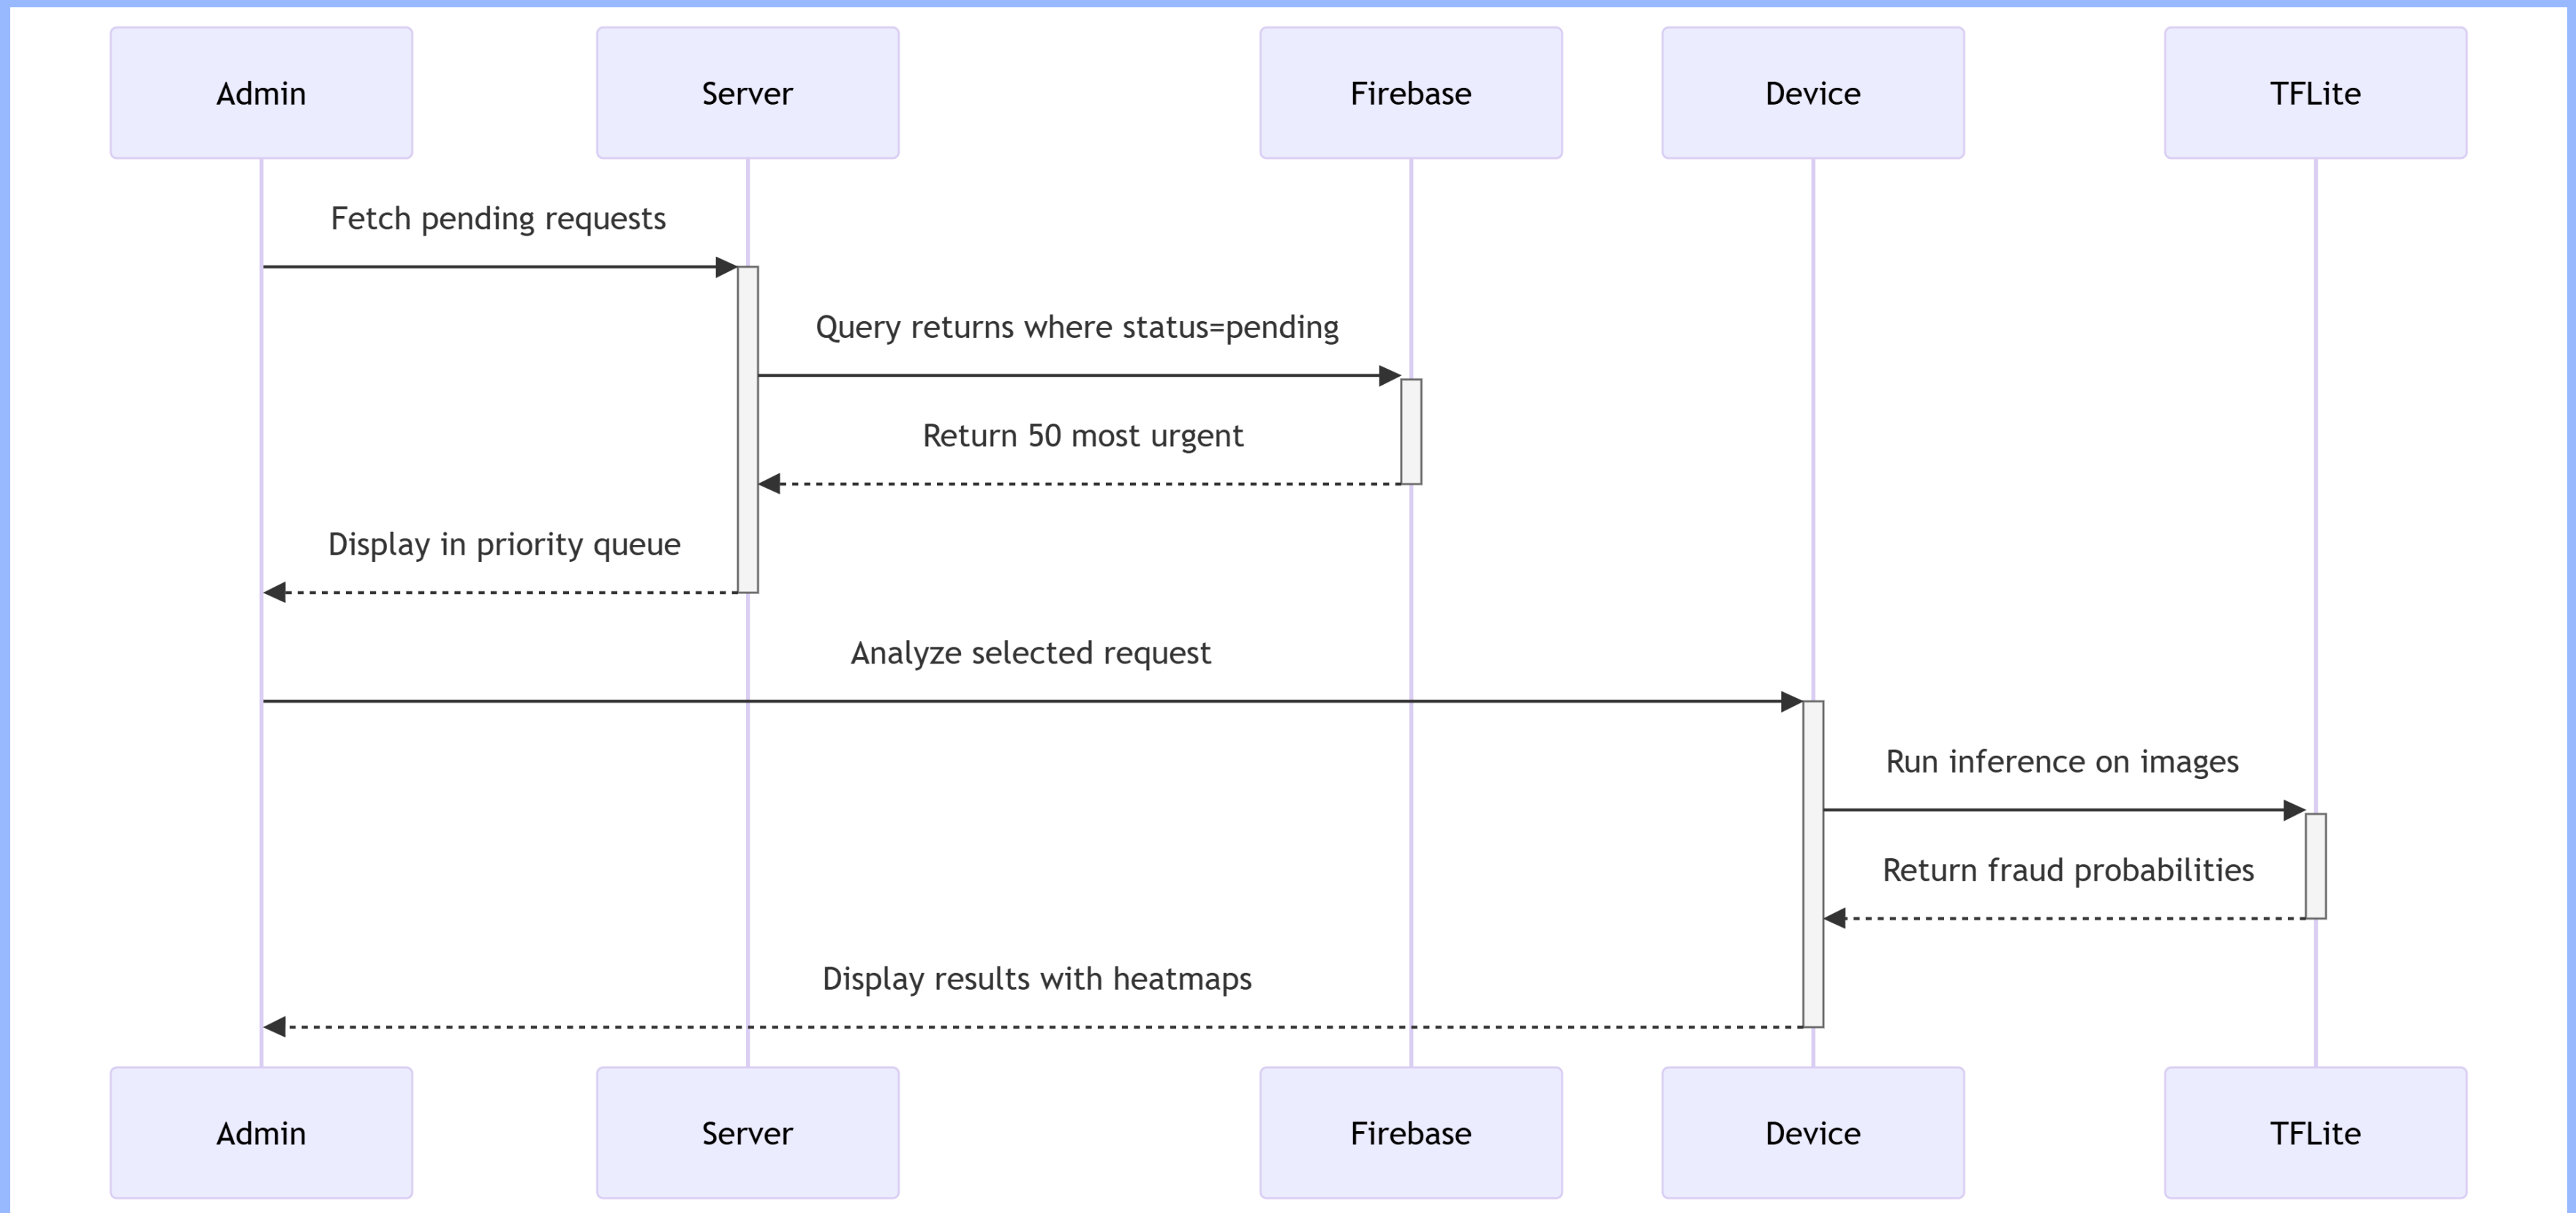 Admin
Server
Firebase
Device
TFLite
Fetch pending requests
Query returns where status=pending
Return 50 most urgent
Display in priority queue
Analyze selected request
Run inference on images
Return fraud probabilities
Display results with heatmaps
Admin
Server
Firebase
Device
TFLite